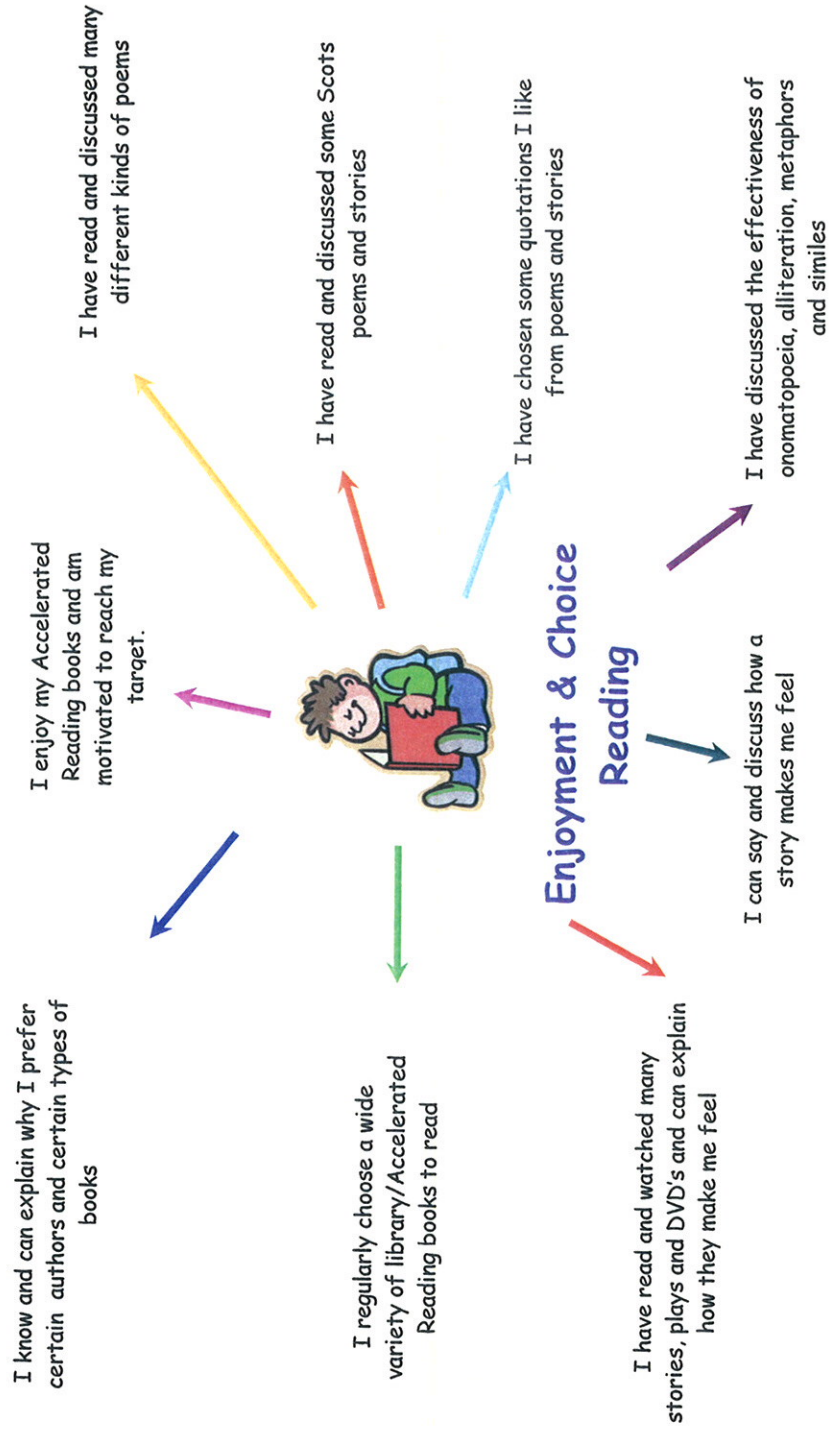 I know and can explain why I prefer
certain authors and certain types of
books
I enjoy my Accelerated
Reading books and am
motivated to reach my
target.
I have read and discussed many
different kinds of poems
I regularly choose a wide
variety of library/Accelerated
Reading books to read
I have read and discussed some Scots
poems and stories
I have chosen some quotations I like
from poems and stories
Enjoyment & Choice
Reading
I have read and watched many
stories, plays and DVD's and can explain
how they make me feel
I can say and discuss how a
story makes me feel
I have discussed the effectiveness of
onomatopoeia, alliteration, metaphors
and similes